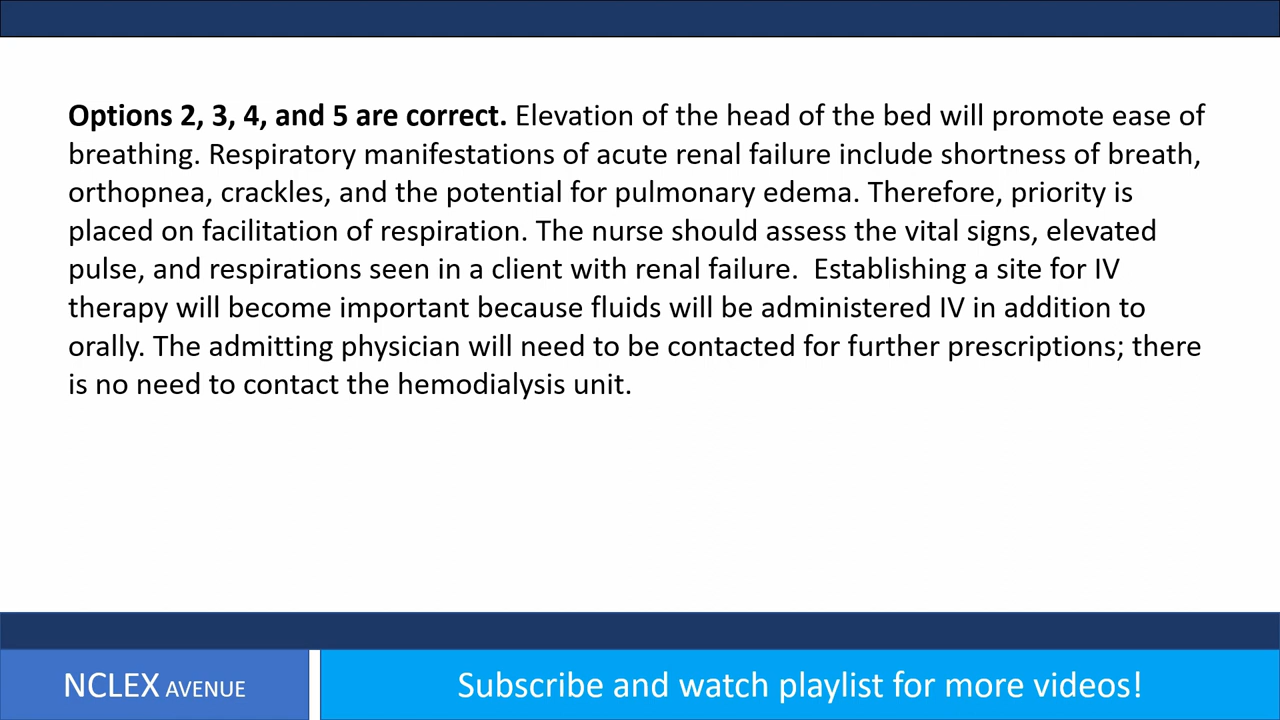 Options 2, 3, 4, and 5 are correct. Elevation of the head of the bed will promote ease of
breathing. Respiratory manifestations of acute renal failure include shortness of breath,
orthopnea, crackles, and the potential for pulmonary edema. Therefore, priority is
placed on facilitation of respiration. The nurse should assess the vital signs, elevated
pulse, and respirations seen in a client with renal failure.  Establishing a site for IV
therapy will become important because fluids will be administered IV in addition to
orally. The admitting physician will need to be contacted for further prescriptions; there
is no need to contact the hemodialysis unit.
NCLEX AVENUE
Subscribe and watch playlist for more videos!